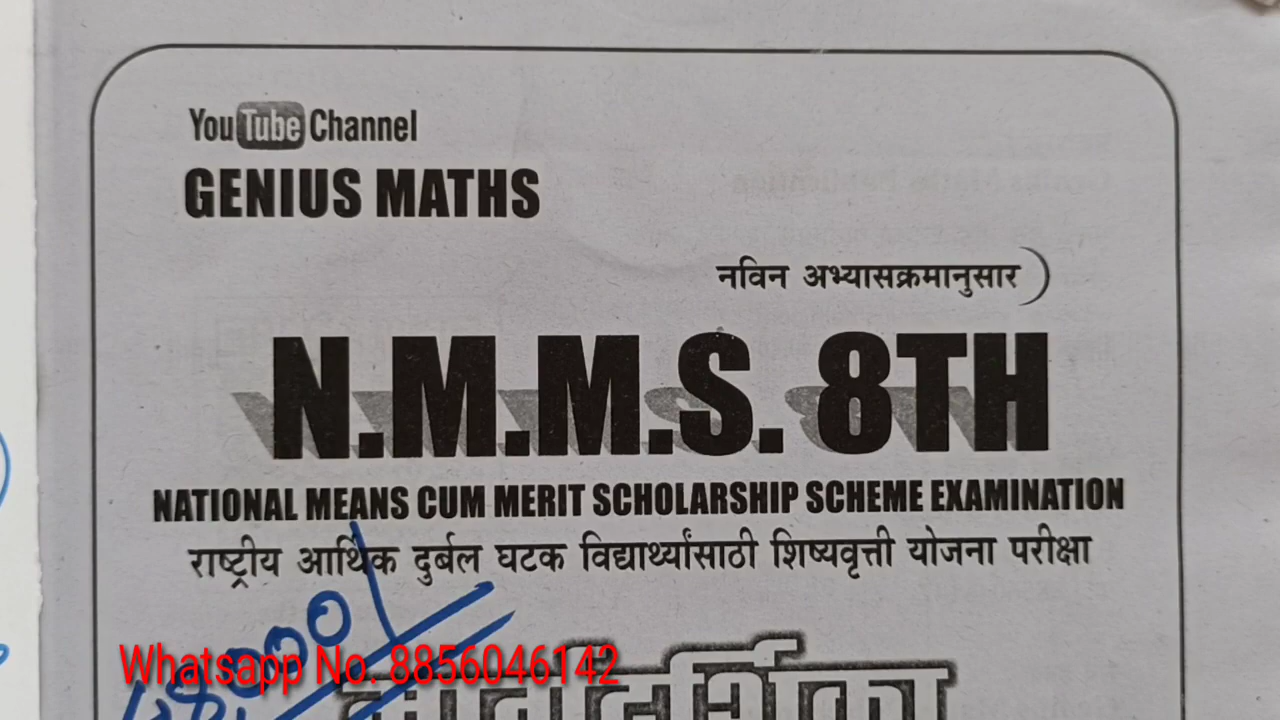 YouTube Channel
GENIUS MATHS
नविन अभ्यासक्रमानुसार
N.M.M.S. 8TH
NATIONAL MEANS CUM MERIT SCHOLARSHIP SCHEME EXAMINATION
राष्ट्रीय आर्थिक दुर्बल घटक विद्यार्थ्यांसाठी शिष्यवृत्ती योजना परीक्षा
Whatsapp No. 8856046142